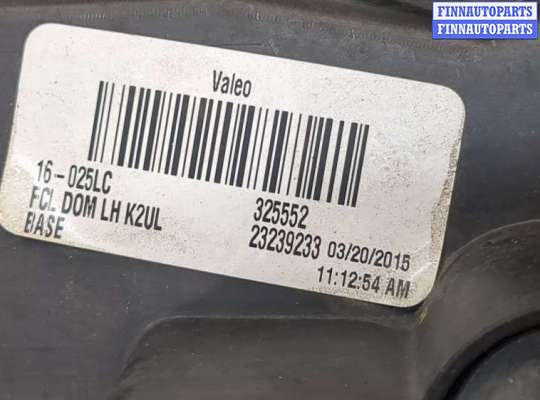 FINNAUTOPARTS
FINNAUTOPARTS
Valeo
16-025LC
FCL DOM LH K2UL
BASE
325552
23239233 03/20/2015
11:12:54 AM